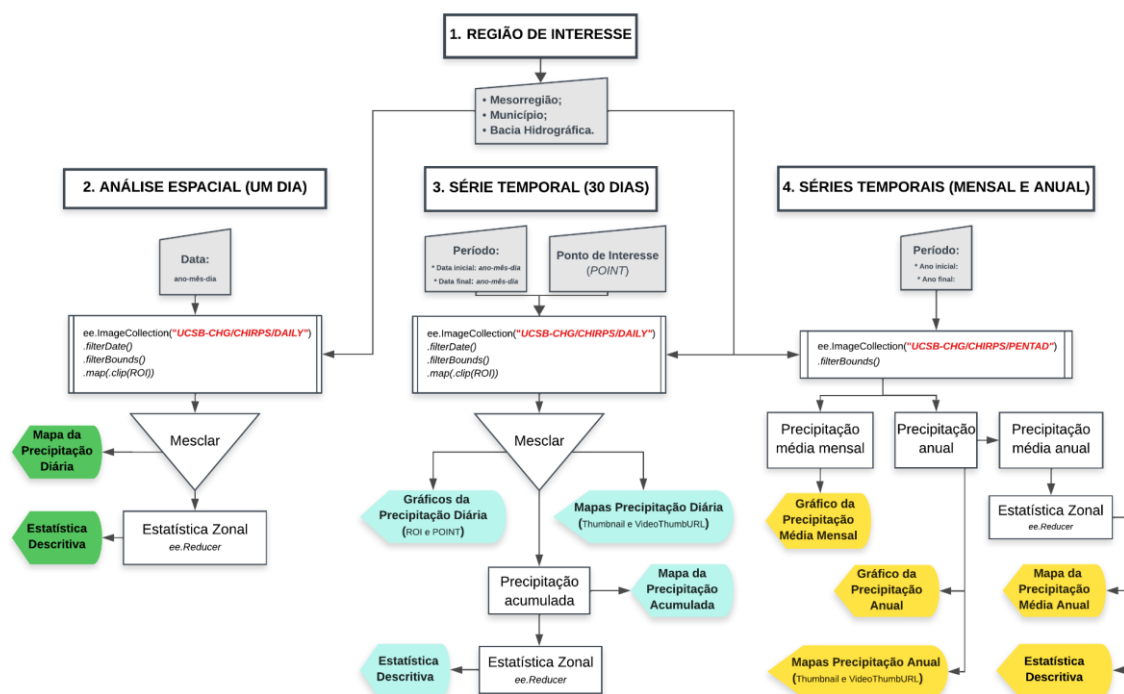 1. REGIÃO DE INTERESSE
• Mesorregião;
• Município;
• Bacia Hidrográfica.
2. ANÁLISE ESPACIAL (UM DIA)
Data:
ano-mês-dia
ee.ImageCollection("UCSB-CHG/CHIRPS/DAILY")
.filterDate()
.filterBounds()
.map(.clip(ROI))
Mesclar
Mapa da
Precipitação
Diária
Estatística Zonal
ee.Reducer
Estatística
Descritiva
3. SÉRIE TEMPORAL (30 DIAS)
Período:
* Data inicial: ano-mês-dia
* Data final: ano-mês-dia
Ponto de Interesse
(POINT)
ee.ImageCollection("UCSB-CHG/CHIRPS/DAILY")
.filterDate()
.filterBounds()
.map(.clip(ROI))
Mesclar
Gráficos da
Precipitação Diária
(ROI e POINT)
Mapas Precipitação Diária
(Thumbnail e VideoThumbURL)
Precipitação
acumulada
Mapa da
Precipitação
Acumulada
Estatística Zonal
ee.Reducer
Estatística
Descritiva
4. SÉRIES TEMPORAIS (MENSAL E ANUAL)
Período:
* Ano inicial:
* Ano final:
ee.ImageCollection("UCSB-CHG/CHIRPS/PENTAD")
.filterBounds()
Precipitação
média mensal
Precipitação
anual
Precipitação
média anual
Gráfico da
Precipitação
Média Mensal
Estatística Zonal
ee.Reducer
Gráfico da
Precipitação
Anual
Mapa da
Precipitação
Média Anual
Mapas Precipitação Anual
(Thumbnail e VideoThumbURL)
Estatística
Descritiva